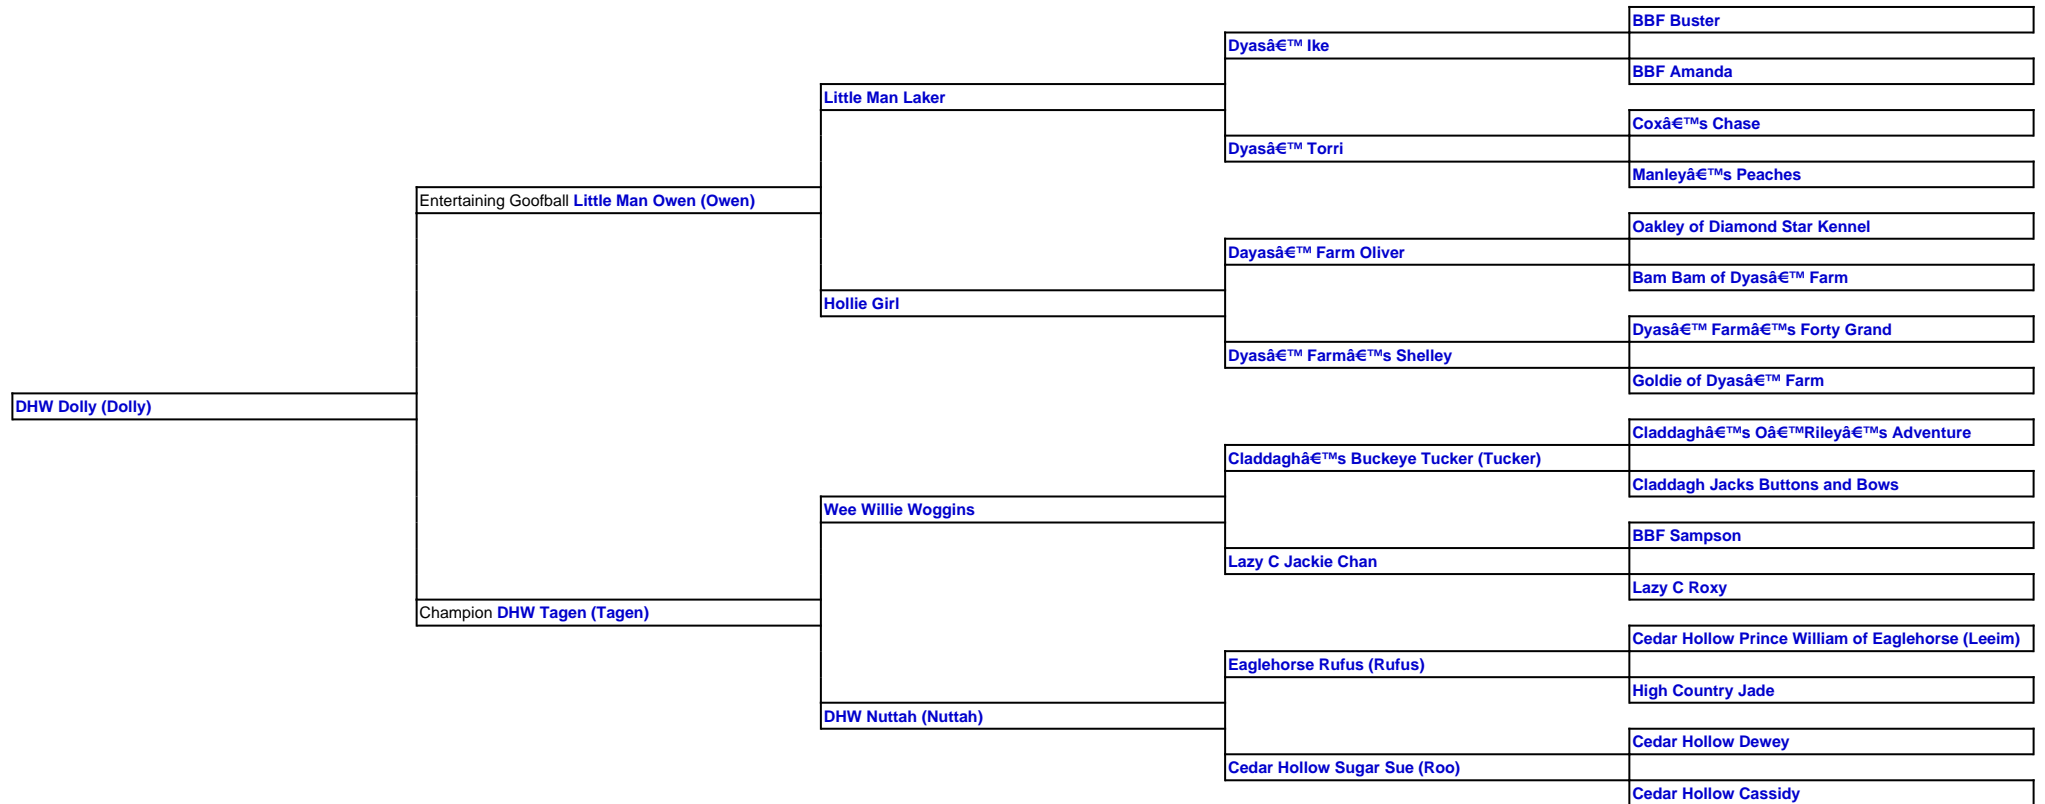 BBF Buster
Dyasâ€™ Ike
BBF Amanda
Little Man Laker
Coxâ€™s Chase
Dyasâ€™ Torri
Manleyâ€™s Peaches
Entertaining Goofball Little Man Owen (Owen)
Oakley of Diamond Star Kennel
Dayasâ€™ Farm Oliver
Bam Bam of Dyasâ€™ Farm
Hollie Girl
Dyasâ€™ Farmâ€™s Forty Grand
Dyasâ€™ Farmâ€™s Shelley
Goldie of Dyasâ€™ Farm
DHW Dolly (Dolly)
Claddaghâ€™s Oâ€™Rileyâ€™s Adventure
Claddaghâ€™s Buckeye Tucker (Tucker)
Claddagh Jacks Buttons and Bows
Wee Willie Woggins
BBF Sampson
Lazy C Jackie Chan
Lazy C Roxy
Champion DHW Tagen (Tagen)
Cedar Hollow Prince William of Eaglehorse (Leeim)
Eaglehorse Rufus (Rufus)
High Country Jade
DHW Nuttah (Nuttah)
Cedar Hollow Dewey
Cedar Hollow Sugar Sue (Roo)
Cedar Hollow Cassidy